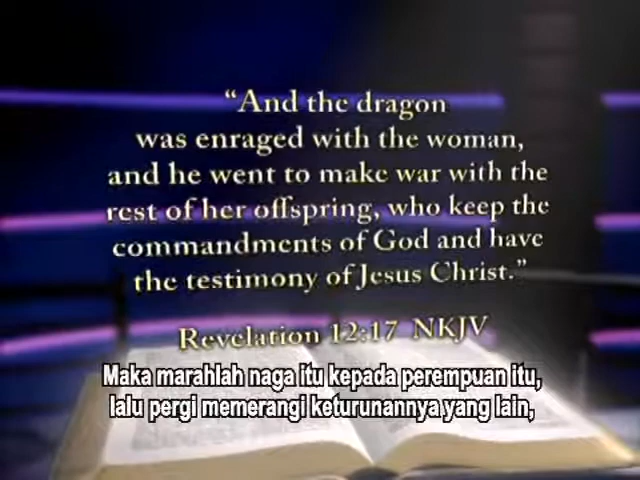 “And the dragon
was enraged with the woman,
and he went to make war with the
rest of her offspring, who keep the
commandments of God and have
the testimony of Jesus Christ.”
Revelation 12:17 NKJV
Maka marahlah naga itu kepada perempuan itu,
lalu pergi memerangi keturunannya yang lain,